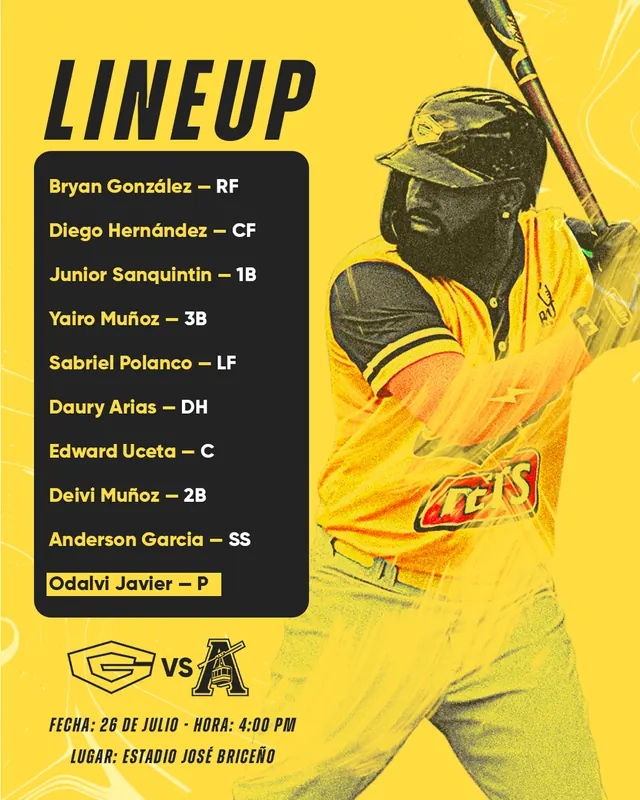 LINEUP
Bryan González — RF
Diego Hernández — CF
Junior Sanquintin — 1B
Yairo Muñoz — 3B
Sabriel Polanco — LF
Daury Arias — DH
Edward Uceta — C
Deivi Muñoz — 2B
Anderson Garcia — SS
Odalvi Javier — P
G VS A
FECHA: 26 DE JULIO - HORA: 4:00 PM
LUGAR: ESTADIO JOSÉ BRICEÑO